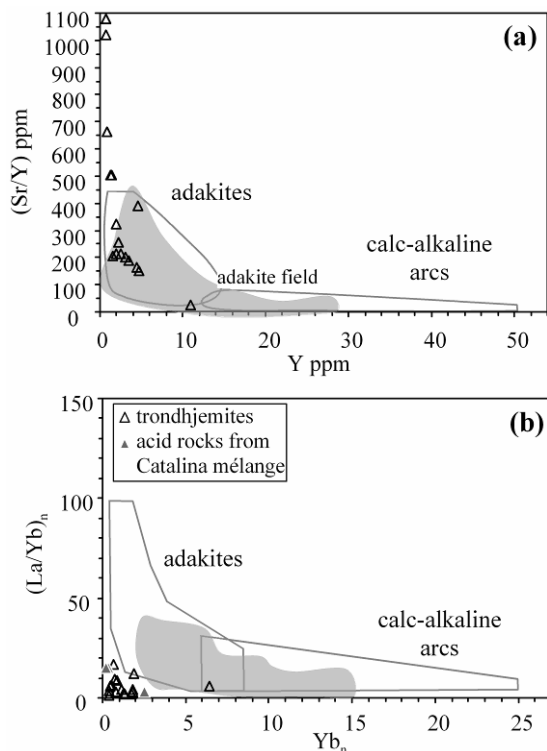 1100
(a)
1000
900
800
700
600
500
400
300
200
100
0
(Sr/Y) ppm
adakites
calc-alkaline
arcs
adakite field
0
10
20
30
40
50
Y ppm
150
(b)
trondhjemites
acid rocks from
Catalina mélange
100
50
0
(La/Yb)n
adakites
calc-alkaline
arcs
0
5
10
15
20
25
Ybn